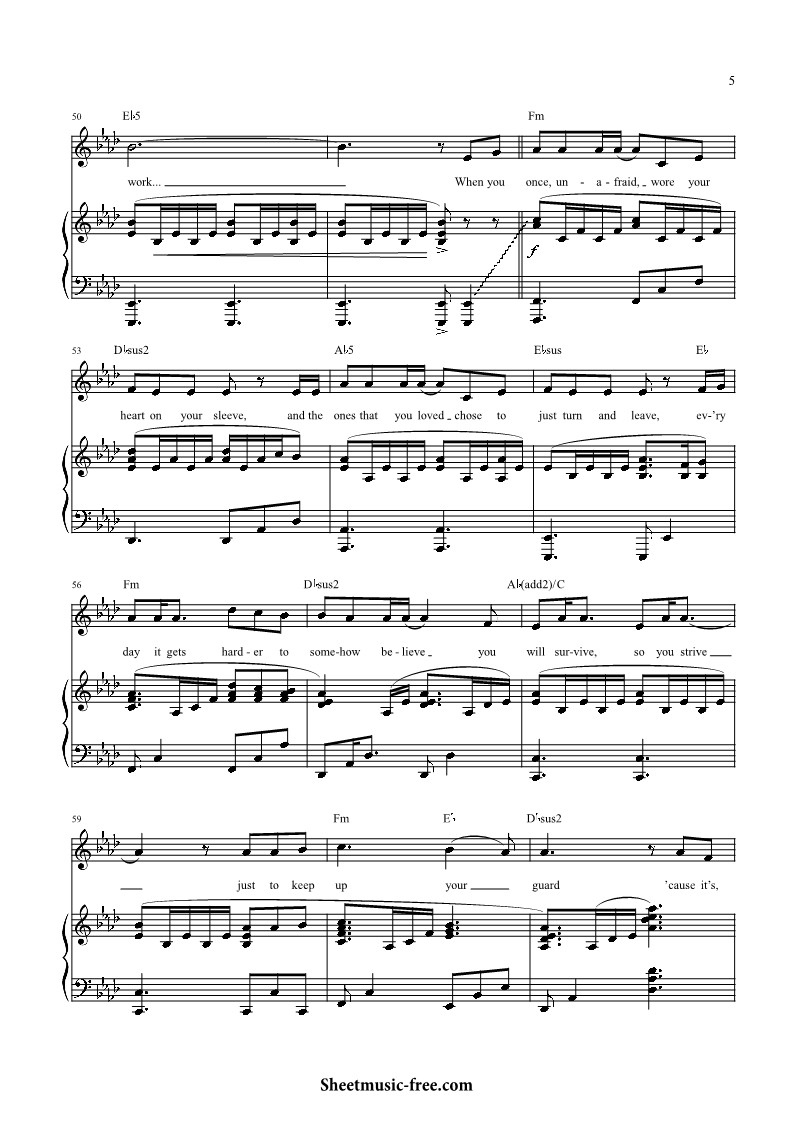 5
50 E♭5 Fm
work... When you once, un - a - fraid, wore your
f
53 D♭sus2 A♭5 E♭sus E♭
heart on your sleeve, and the ones that you loved chose to just turn and leave, ev-'ry
56 Fm D♭sus2 A♭(add2)/C
day it gets hard - er to some-how be - lieve you will sur-vive, so you strive
59 Fm E♭ D♭sus2
just to keep up your guard 'cause it's,
Sheetmusic-free.com